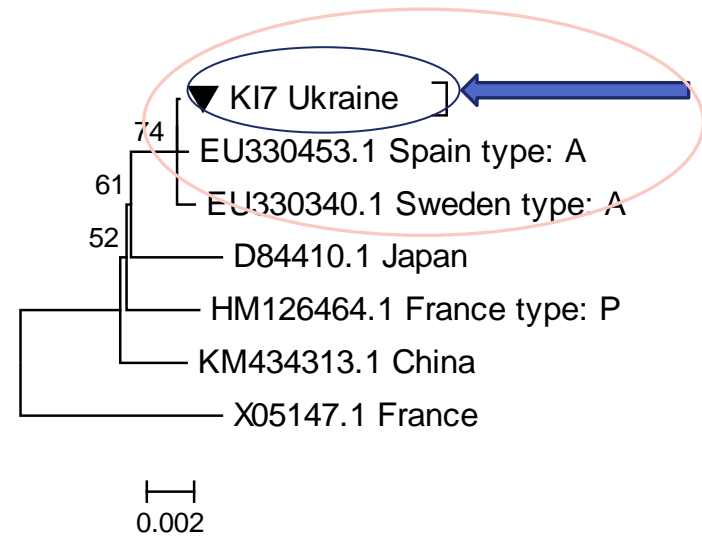 KI7 Ukraine
74
EU330453.1 Spain type: A
61
EU330340.1 Sweden type: A
52
D84410.1 Japan
HM126464.1 France type: P
KM434313.1 China
X05147.1 France
0.002